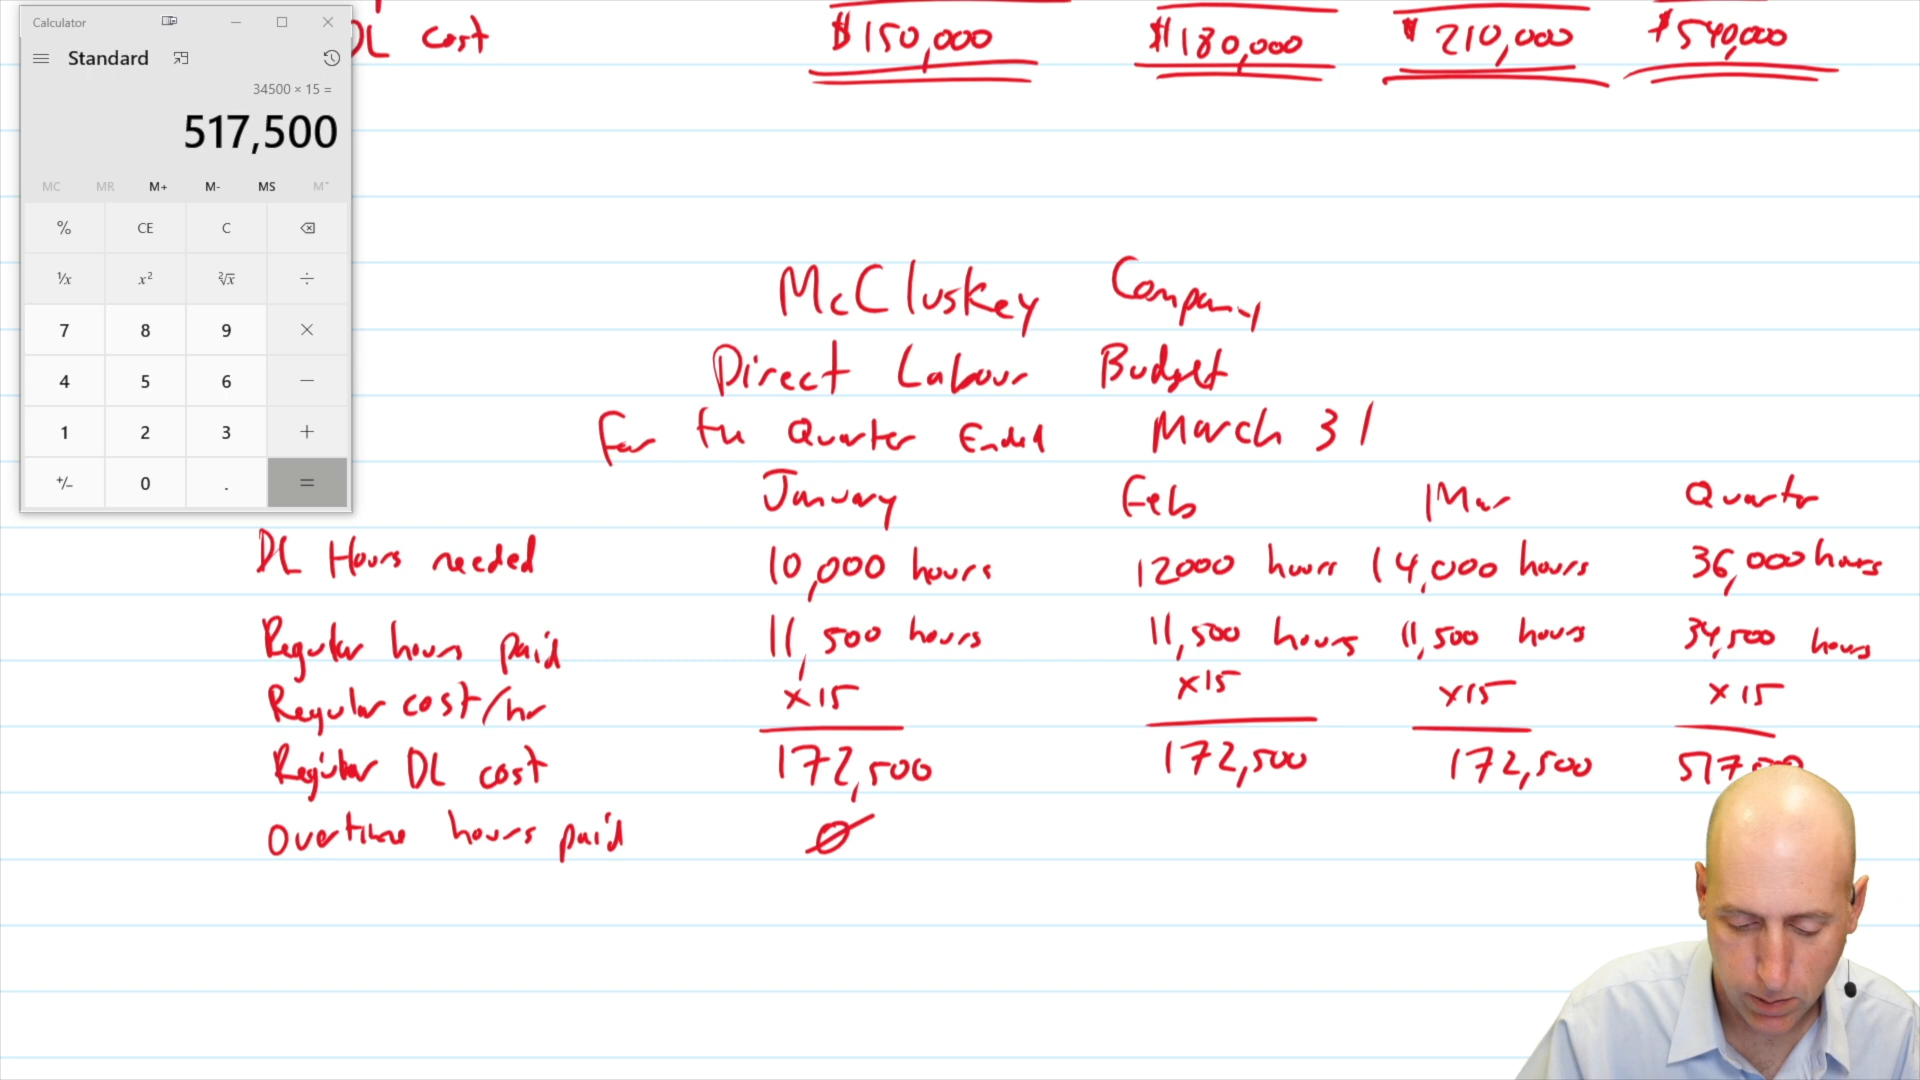 Calculator
Standard
34500 × 15 =
517,500
MC MR M+ M- MS M˅
% CE C
¹/x x² ²√x ÷
7 8 9 ×
4 5 6 −
1 2 3 +
+/− 0 . =
DL cost $150,000 $180,000 $210,000 $540,000
McCluskey Company
Direct Labour Budget
For the Quarter Ended March 31
January Feb Mar Quarter
DL Hours needed 10,000 hours 12000 hours 14,000 hours 36,000 hours
Regular hours paid 11,500 hours 11,500 hours 11,500 hours 34,500 hours
Regular cost/hr x15 x15 x15 x15
Regular DL cost 172,500 172,500 172,500
Overtime hours paid Ø